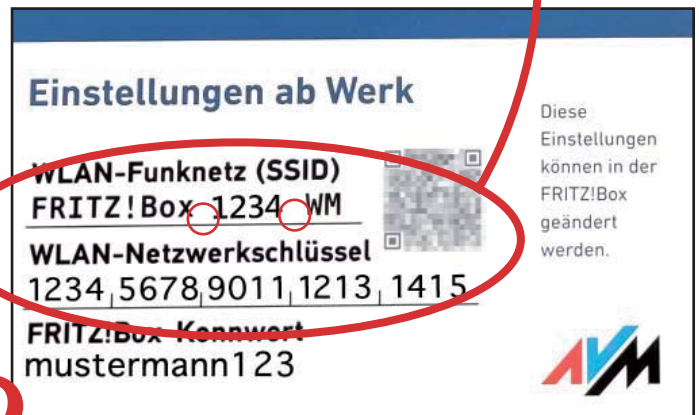 Einstellungen ab Werk
WLAN-Funknetz (SSID)
FRITZ!Box 1234 WM
WLAN-Netzwerkschlüssel
1234 5678 9011 1213 1415
FRITZ!Box Kennwort
mustermann123
Diese
Einstellungen
können in der
FRITZ!Box
geändert
werden.
AVM